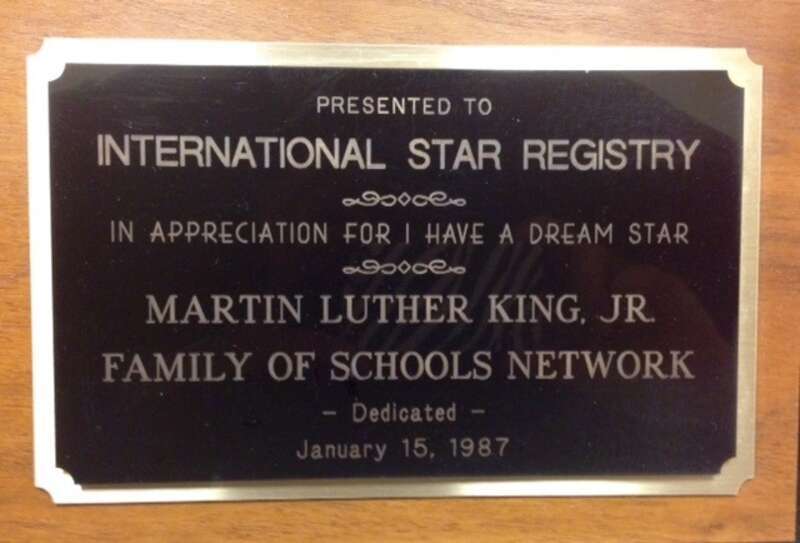 PRESENTED TO
INTERNATIONAL STAR REGISTRY
IN APPRECIATION FOR I HAVE A DREAM STAR
MARTIN LUTHER KING, JR.
FAMILY OF SCHOOLS NETWORK
– Dedicated –
January 15, 1987